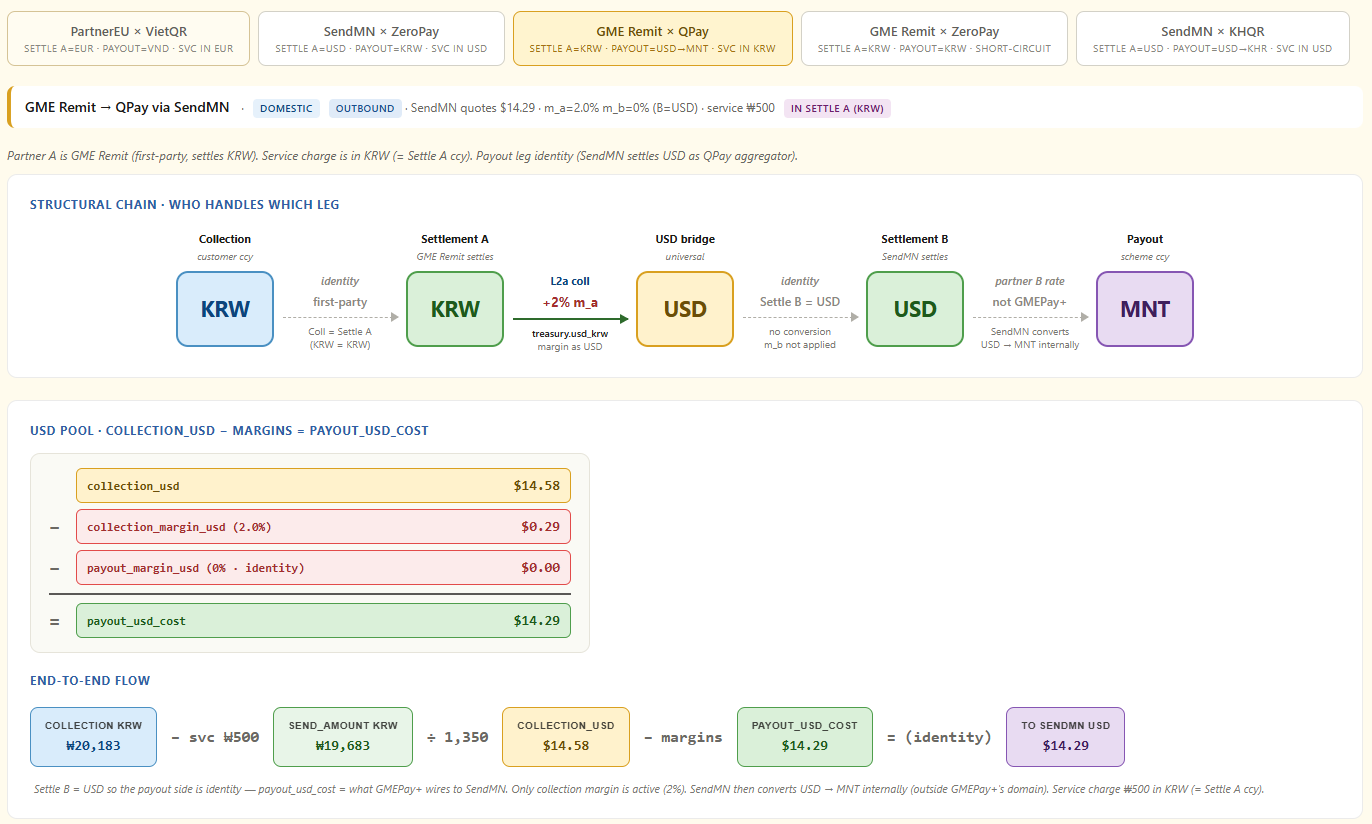 PartnerEU × VietQR
SETTLE A=EUR · PAYOUT=VND · SVC IN EUR
SendMN × ZeroPay
SETTLE A=USD · PAYOUT=KRW · SVC IN USD
GME Remit × QPay
SETTLE A=KRW · PAYOUT=USD→MNT · SVC IN KRW
GME Remit × ZeroPay
SETTLE A=KRW · PAYOUT=KRW · SHORT-CIRCUIT
SendMN × KHQR
SETTLE A=USD · PAYOUT=USD→KHR · SVC IN USD
GME Remit → QPay via SendMN · DOMESTIC OUTBOUND · SendMN quotes $14.29 · m_a=2.0% m_b=0% (B=USD) · service ₩500 IN SETTLE A (KRW)
Partner A is GME Remit (first-party, settles KRW). Service charge is in KRW (= Settle A ccy). Payout leg identity (SendMN settles USD as QPay aggregator).
STRUCTURAL CHAIN · WHO HANDLES WHICH LEG
Collection
customer ccy
KRW
identity
first-party
Coll = Settle A
(KRW = KRW)
Settlement A
GME Remit settles
KRW
L2a coll
+2% m_a
treasury.usd_krw
margin as USD
USD bridge
universal
USD
identity
Settle B = USD
no conversion
m_b not applied
Settlement B
SendMN settles
USD
partner B rate
not GMEPay+
SendMN converts
USD → MNT internally
Payout
scheme ccy
MNT
USD POOL · COLLECTION_USD − MARGINS = PAYOUT_USD_COST
collection_usd $14.58
− collection_margin_usd (2.0%) $0.29
− payout_margin_usd (0% · identity) $0.00
= payout_usd_cost $14.29
END-TO-END FLOW
COLLECTION KRW
₩20,183
− svc ₩500
SEND_AMOUNT KRW
₩19,683
÷ 1,350
COLLECTION_USD
$14.58
− margins
PAYOUT_USD_COST
$14.29
= (identity)
TO SENDMN USD
$14.29
Settle B = USD so the payout side is identity — payout_usd_cost = what GMEPay+ wires to SendMN. Only collection margin is active (2%). SendMN then converts USD → MNT internally (outside GMEPay+'s domain). Service charge ₩500 in KRW (= Settle A ccy).